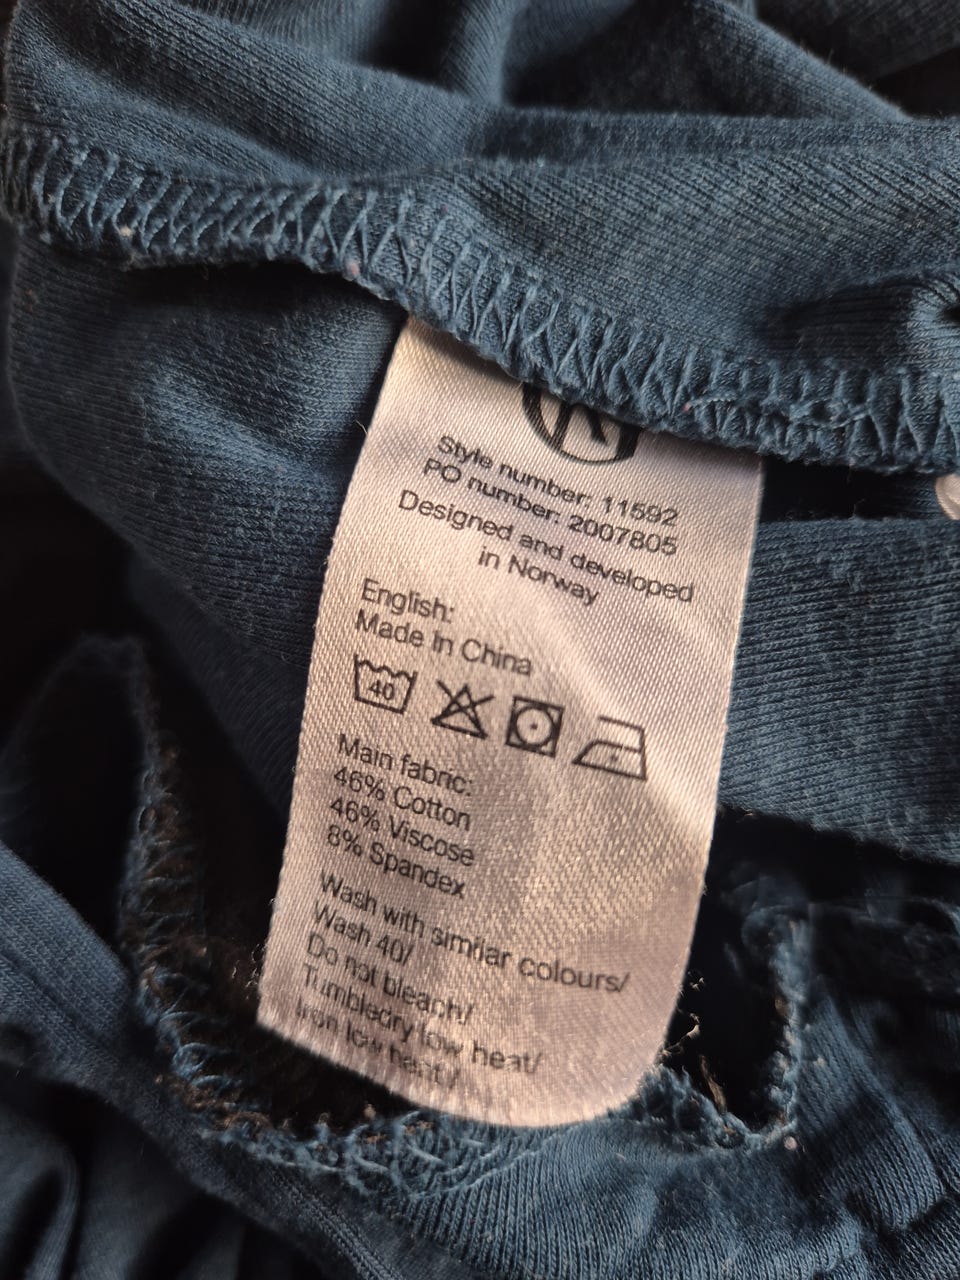 Style number: 11592
PO number: 2007805
Designed and developed
in Norway
English:
Made In China
40
Main fabric:
46% Cotton
46% Viscose
8% Spandex
Wash with similar colours/
Wash 40/
Do not bleach/
Tumbledry low heat/
Iron low heat/